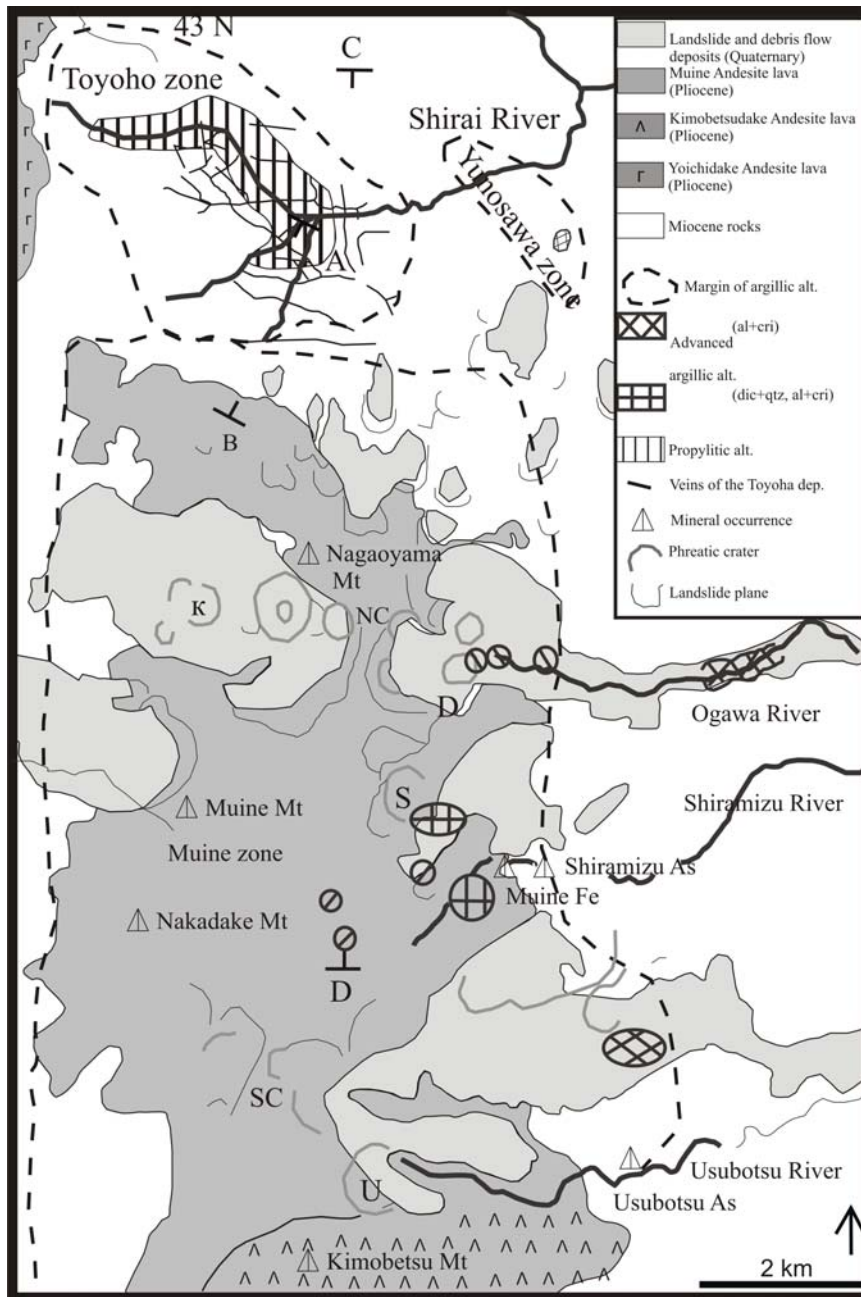 43 N
C
Toyoho zone
Shirai River
Yunosawa zone
A
B
Nagaoyama
Mt
K
NC
D
Ogawa River
S
Shiramizu River
Muine Mt
Muine zone
Shiramizu As
Muine Fe
Nakadake Mt
D
SC
U
Usubotsu River
Usubotsu As
Kimobetsu Mt
2 km
Landslide and debris flow
deposits (Quaternary)
Muine Andesite lava
(Pliocene)
Kimobetsudake Andesite lava
(Pliocene)
Yoichidake Andesite lava
(Pliocene)
Miocene rocks
Margin of argillic alt.
(al+cri)
Advanced
argillic alt.
(dic+qtz, al+cri)
Propylitic alt.
Veins of the Toyoha dep.
Mineral occurrence
Phreatic crater
Landslide plane